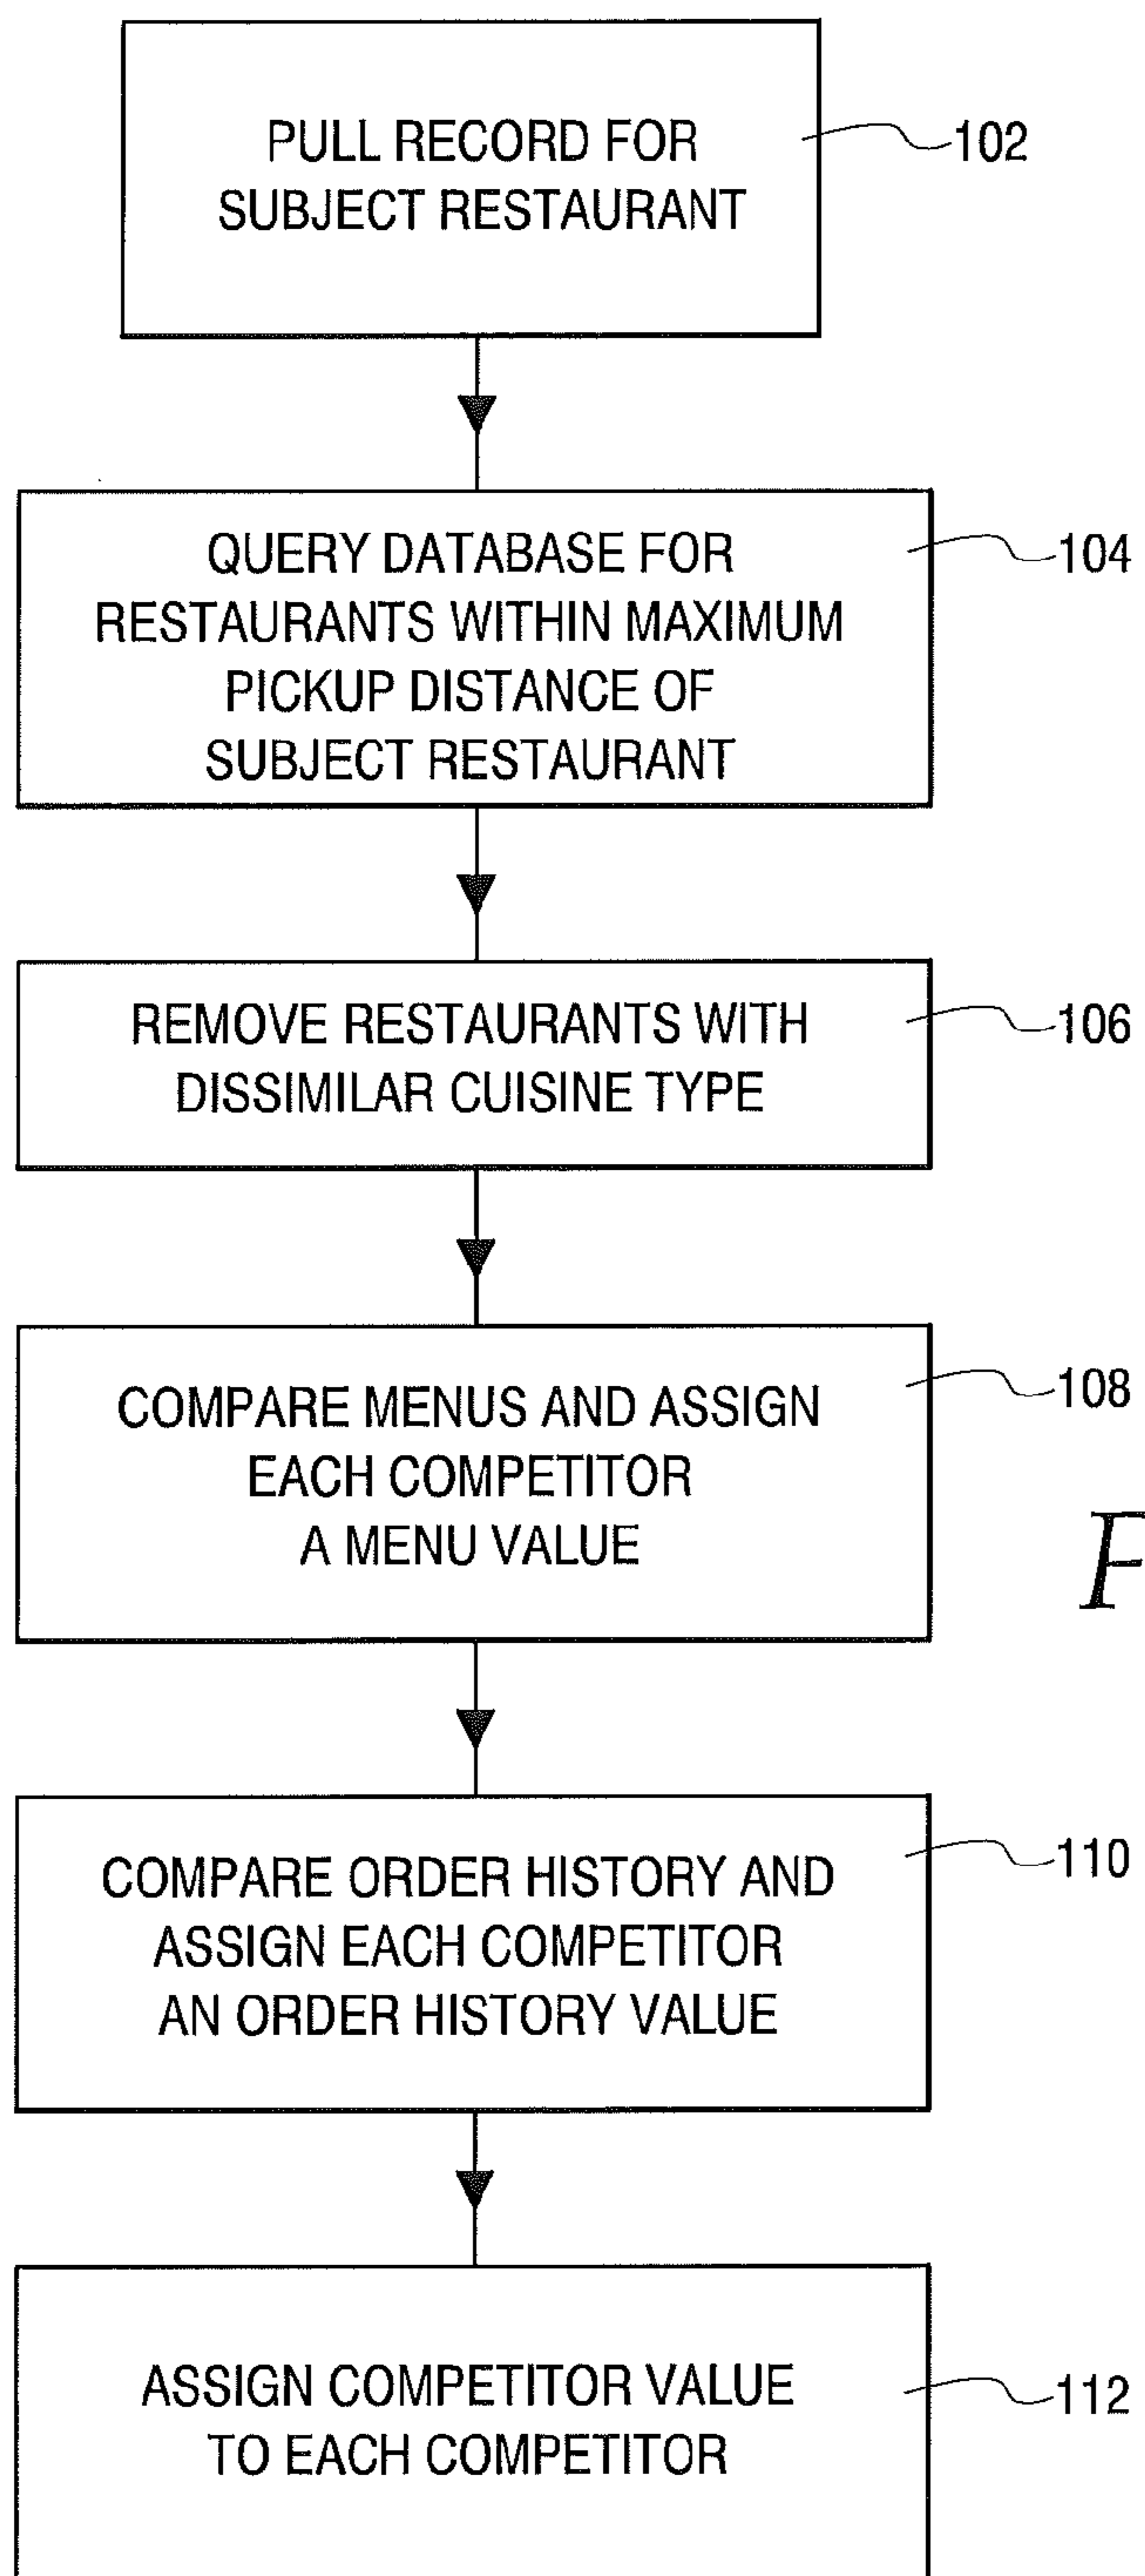 PULL RECORD FOR
SUBJECT RESTAURANT
102
QUERY DATABASE FOR
RESTAURANTS WITHIN MAXIMUM
PICKUP DISTANCE OF
SUBJECT RESTAURANT
104
REMOVE RESTAURANTS WITH
DISSIMILAR CUISINE TYPE
106
COMPARE MENUS AND ASSIGN
EACH COMPETITOR
A MENU VALUE
108
F
COMPARE ORDER HISTORY AND
ASSIGN EACH COMPETITOR
AN ORDER HISTORY VALUE
110
ASSIGN COMPETITOR VALUE
TO EACH COMPETITOR
112